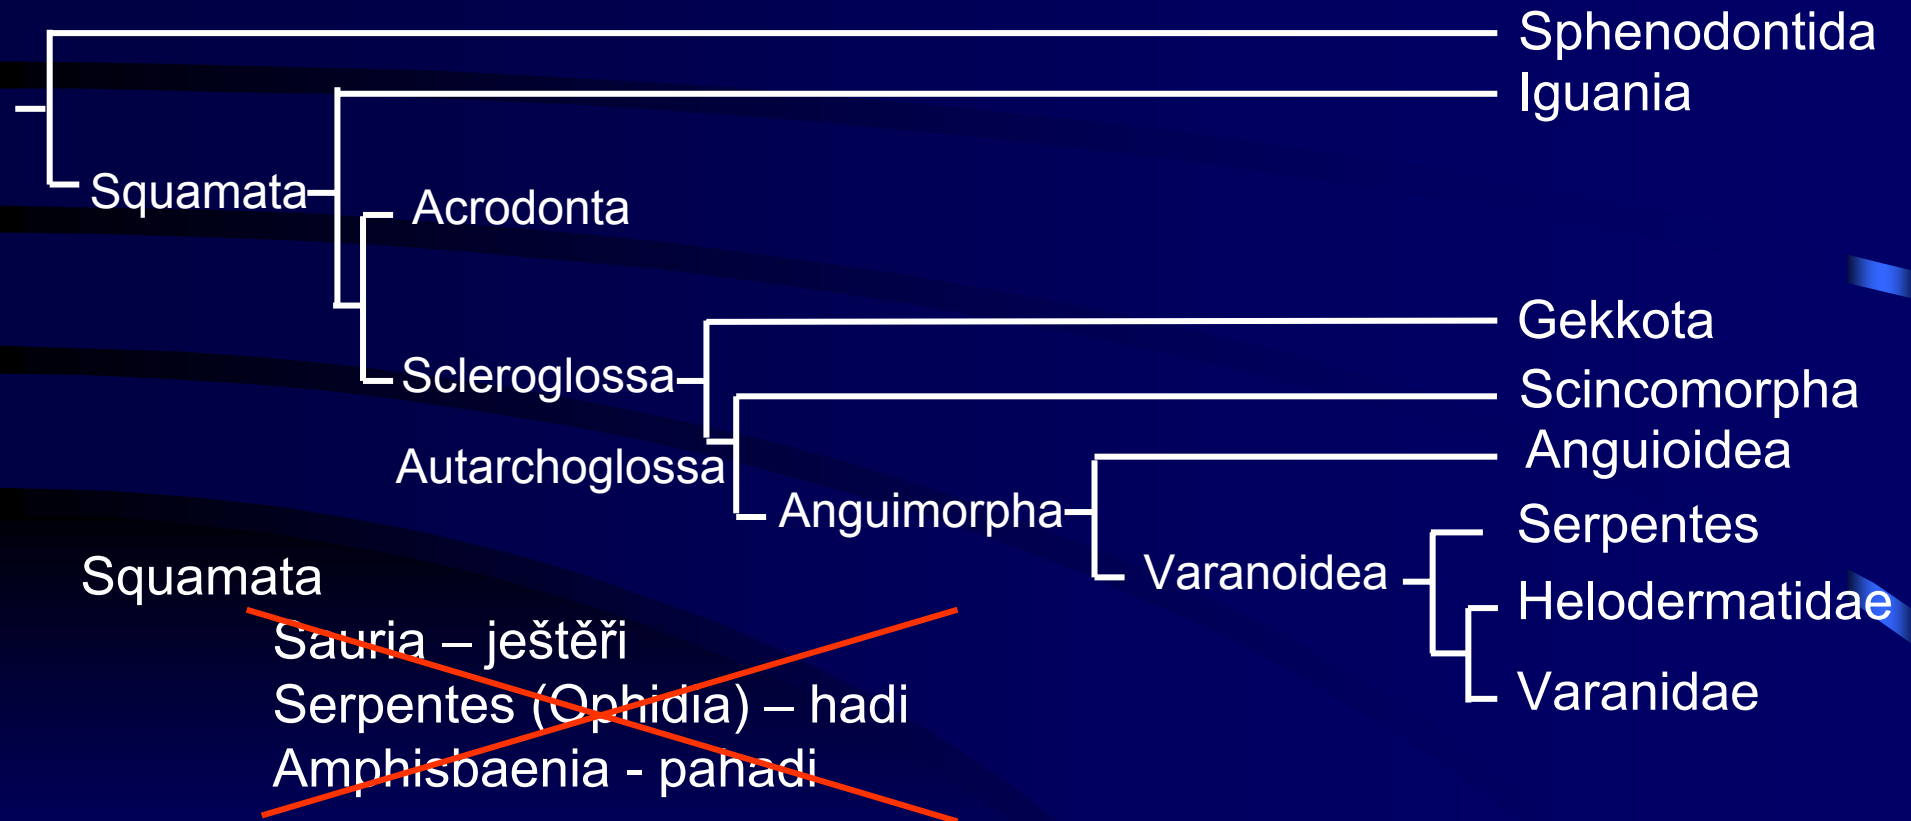 Sphenodontida
Iguania
Squamata
Acrodonta
Gekkota
Scleroglossa
Scincomorpha
Autarchoglossa
Anguioidea
Anguimorpha
Serpentes
Varanoidea
Helodermatidae
Varanidae
Squamata
Sauria – ještěři
Serpentes (Ophidia) – hadi
Amphisbaenia - pahadi